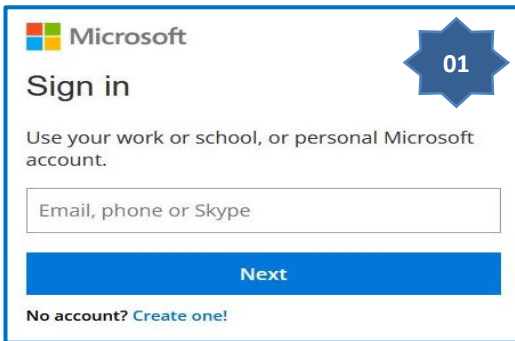 Microsoft
01
Sign in
Use your work or school, or personal Microsoft
account.
Email, phone or Skype
Next
No account? Create one!